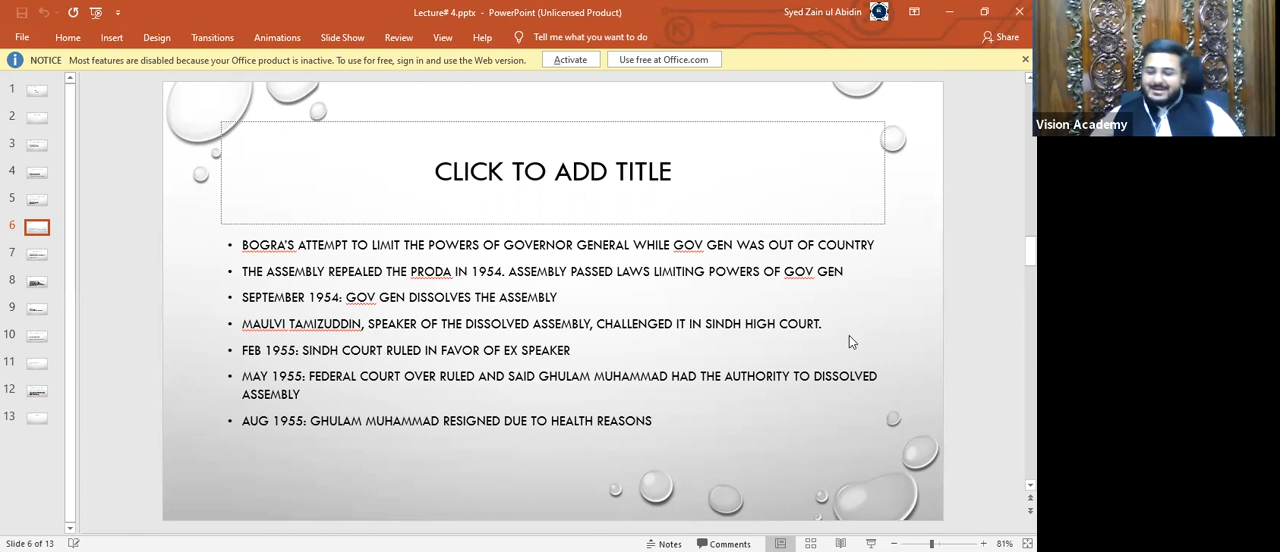 Lecture# 4.pptx - PowerPoint (Unlicensed Product)
Syed Zain ul Abidin
File Home Insert Design Transitions Animations Slide Show Review View Help Tell me what you want to do Share
NOTICE Most features are disabled because your Office product is inactive. To use for free, sign in and use the Web version. Activate Use free at Office.com
Vision Academy
1
2
3
4
5
6
7
8
9
10
11
12
13
CLICK TO ADD TITLE
• BOGRA'S ATTEMPT TO LIMIT THE POWERS OF GOVERNOR GENERAL WHILE GOV GEN WAS OUT OF COUNTRY
• THE ASSEMBLY REPEALED THE PRODA IN 1954. ASSEMBLY PASSED LAWS LIMITING POWERS OF GOV GEN
• SEPTEMBER 1954: GOV GEN DISSOLVES THE ASSEMBLY
• MAULVI TAMIZUDDIN, SPEAKER OF THE DISSOLVED ASSEMBLY, CHALLENGED IT IN SINDH HIGH COURT.
• FEB 1955: SINDH COURT RULED IN FAVOR OF EX SPEAKER
• MAY 1955: FEDERAL COURT OVER RULED AND SAID GHULAM MUHAMMAD HAD THE AUTHORITY TO DISSOLVED
ASSEMBLY
• AUG 1955: GHULAM MUHAMMAD RESIGNED DUE TO HEALTH REASONS
Slide 6 of 13
Notes Comments 81%